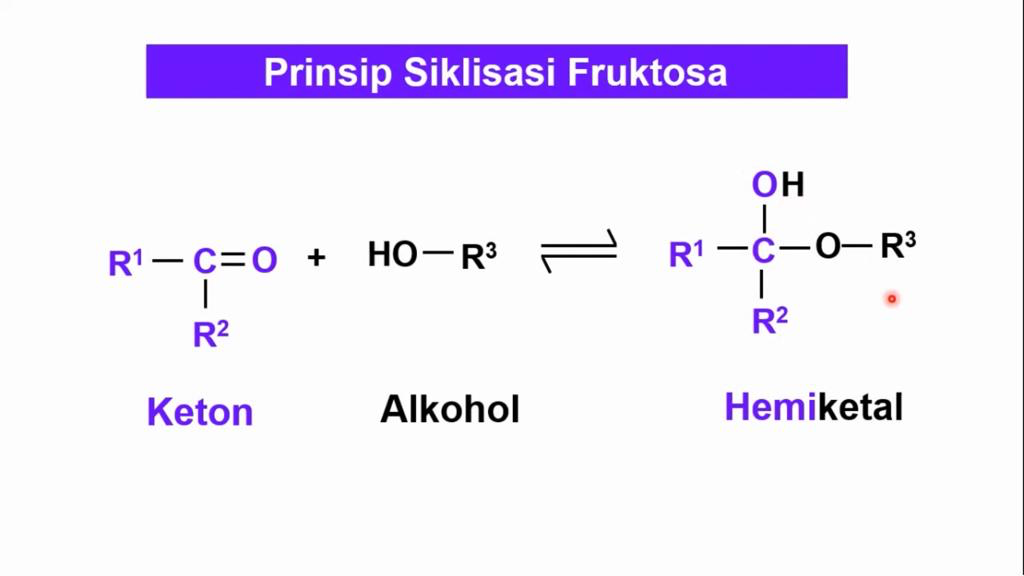 Prinsip Siklisasi Fruktosa
OH
R¹ — C = O + HO — R³ ⇌ R¹ — C — O — R³
R² R²
Keton Alkohol Hemiketal